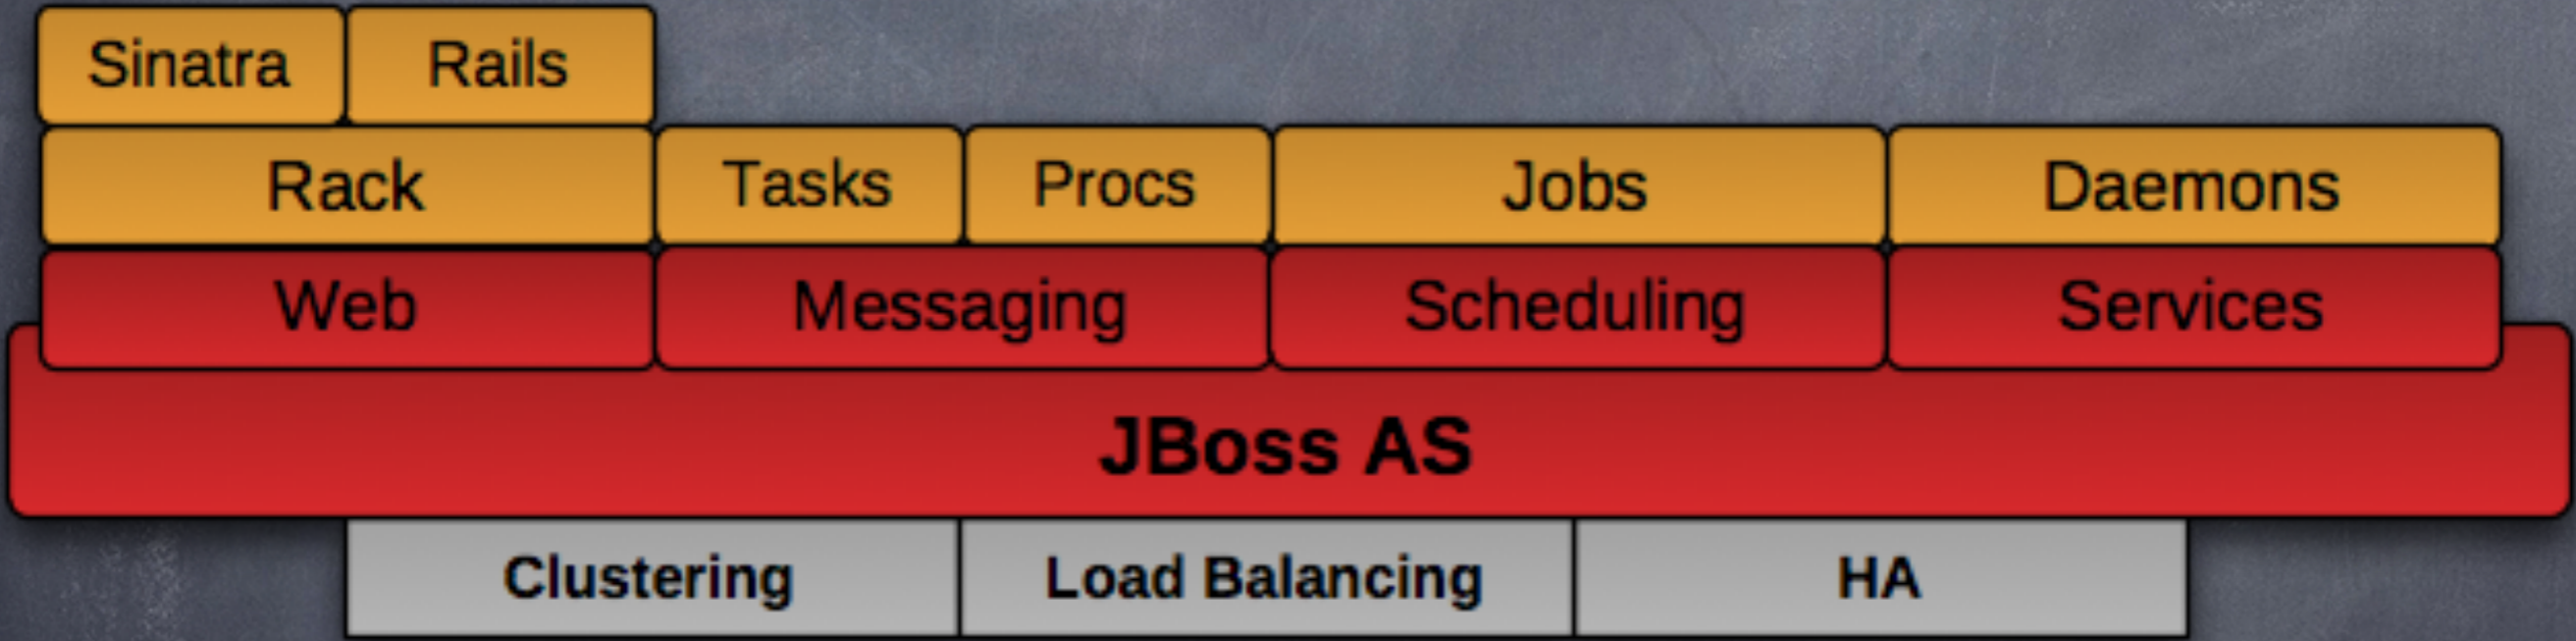 Sinatra Rails
Rack Tasks Procs Jobs Daemons
Web Messaging Scheduling Services
JBoss AS
Clustering Load Balancing HA